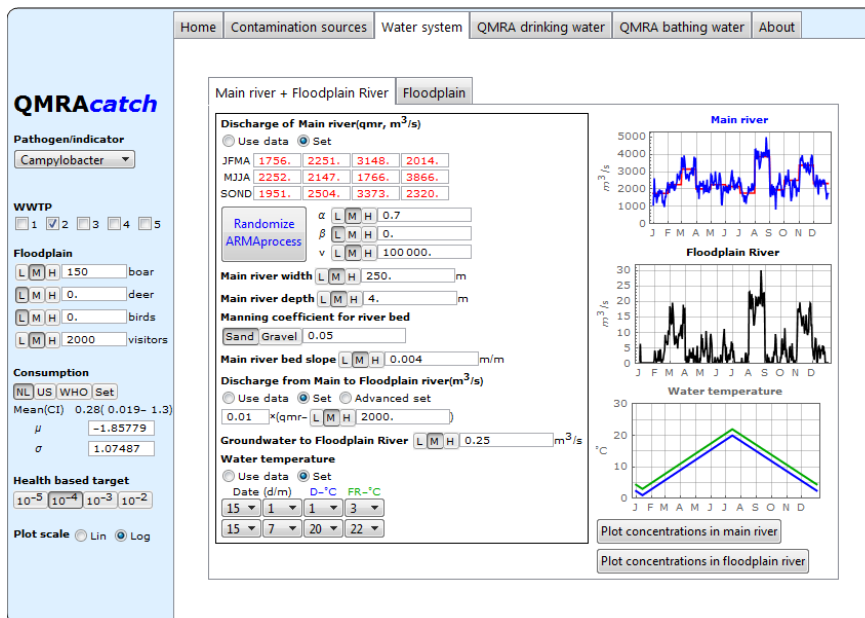 Home Contamination sources Water system QMRA drinking water QMRA bathing water About
QMRAcatch
Pathogen/indicator
Campylobacter
WWTP
1 2 3 4 5
Floodplain
L M H 150 boar
L M H 0. deer
L M H 0. birds
L M H 2000 visitors
Consumption
NL US WHO Set
Mean(CI) 0.28( 0.019– 1.3)
μ −1.85779
σ 1.07487
Health based target
10⁻⁵ 10⁻⁴ 10⁻³ 10⁻²
Plot scale Lin Log
Main river + Floodplain River Floodplain
Discharge of Main river(qmr, m³/s)
Use data Set
JFMA 1756. 2251. 3148. 2014.
MJJA 2252. 2147. 1766. 3866.
SOND 1951. 2504. 3373. 2320.
Randomize
ARMAprocess
α L M H 0.7
β L M H 0.
ν L M H 100 000.
Main river width L M H 250. m
Main river depth L M H 4. m
Manning coefficient for river bed
Sand Gravel 0.05
Main river bed slope L M H 0.004 m/m
Discharge from Main to Floodplain river(m³/s)
Use data Set Advanced set
0.01 ×(qmr− L M H 2000. )
Groundwater to Floodplain River L M H 0.25 m³/s
Water temperature
Use data Set
Date (d/m) D−°C FR−°C
15 1 1 3
15 7 20 22
Main river
m³/s
5000
4000
3000
2000
1000
0
J F M A M J J A S O N D
Floodplain River
m³/s
30
25
20
15
10
5
0
J F M A M J J A S O N D
Water temperature
°C
30
20
10
0
J F M A M J J A S O N D
Plot concentrations in main river
Plot concentrations in floodplain river